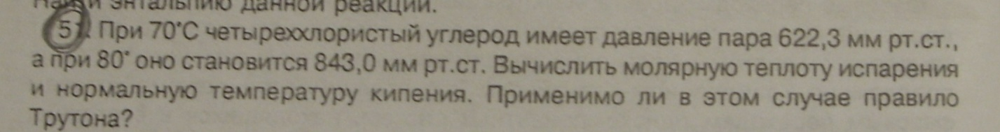 Найти энтальпию данной реакции.
51. При 70°С четыреххлористый углерод имеет давление пара 622,3 мм рт.ст.,
а при 80° оно становится 843,0 мм рт.ст. Вычислить молярную теплоту испарения
и нормальную температуру кипения. Применимо ли в этом случае правило
Трутона?